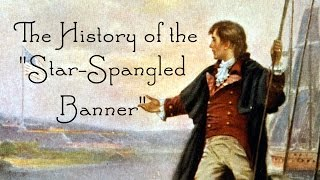 The History of the
"Star-Spangled
Banner"